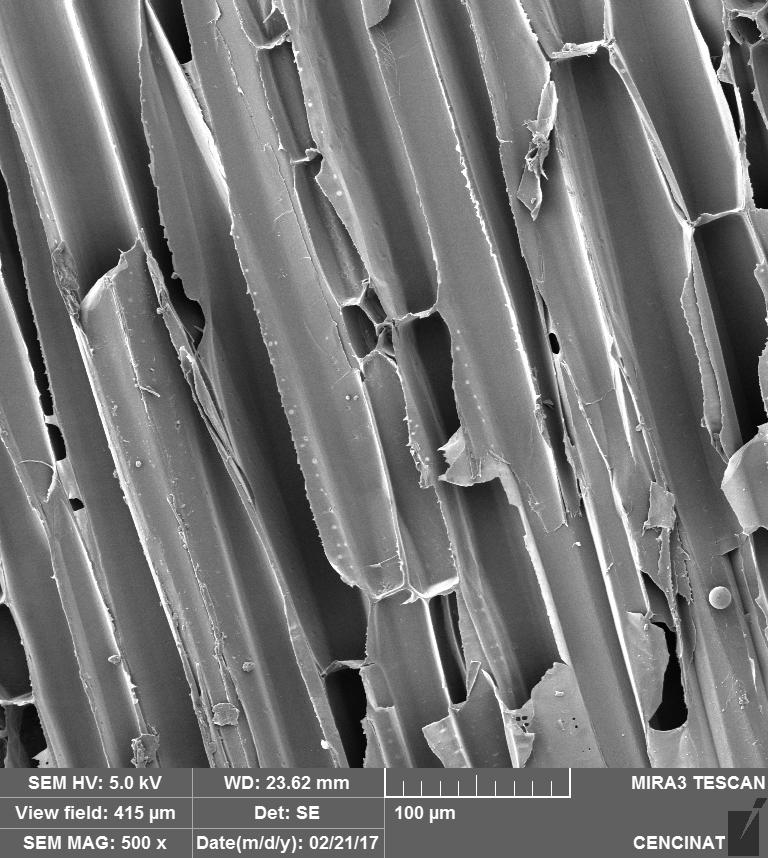 SEM HV: 5.0 kV WD: 23.62 mm MIRA3 TESCAN
View field: 415 µm Det: SE 100 µm
SEM MAG: 500 x Date(m/d/y): 02/21/17 CENCINAT